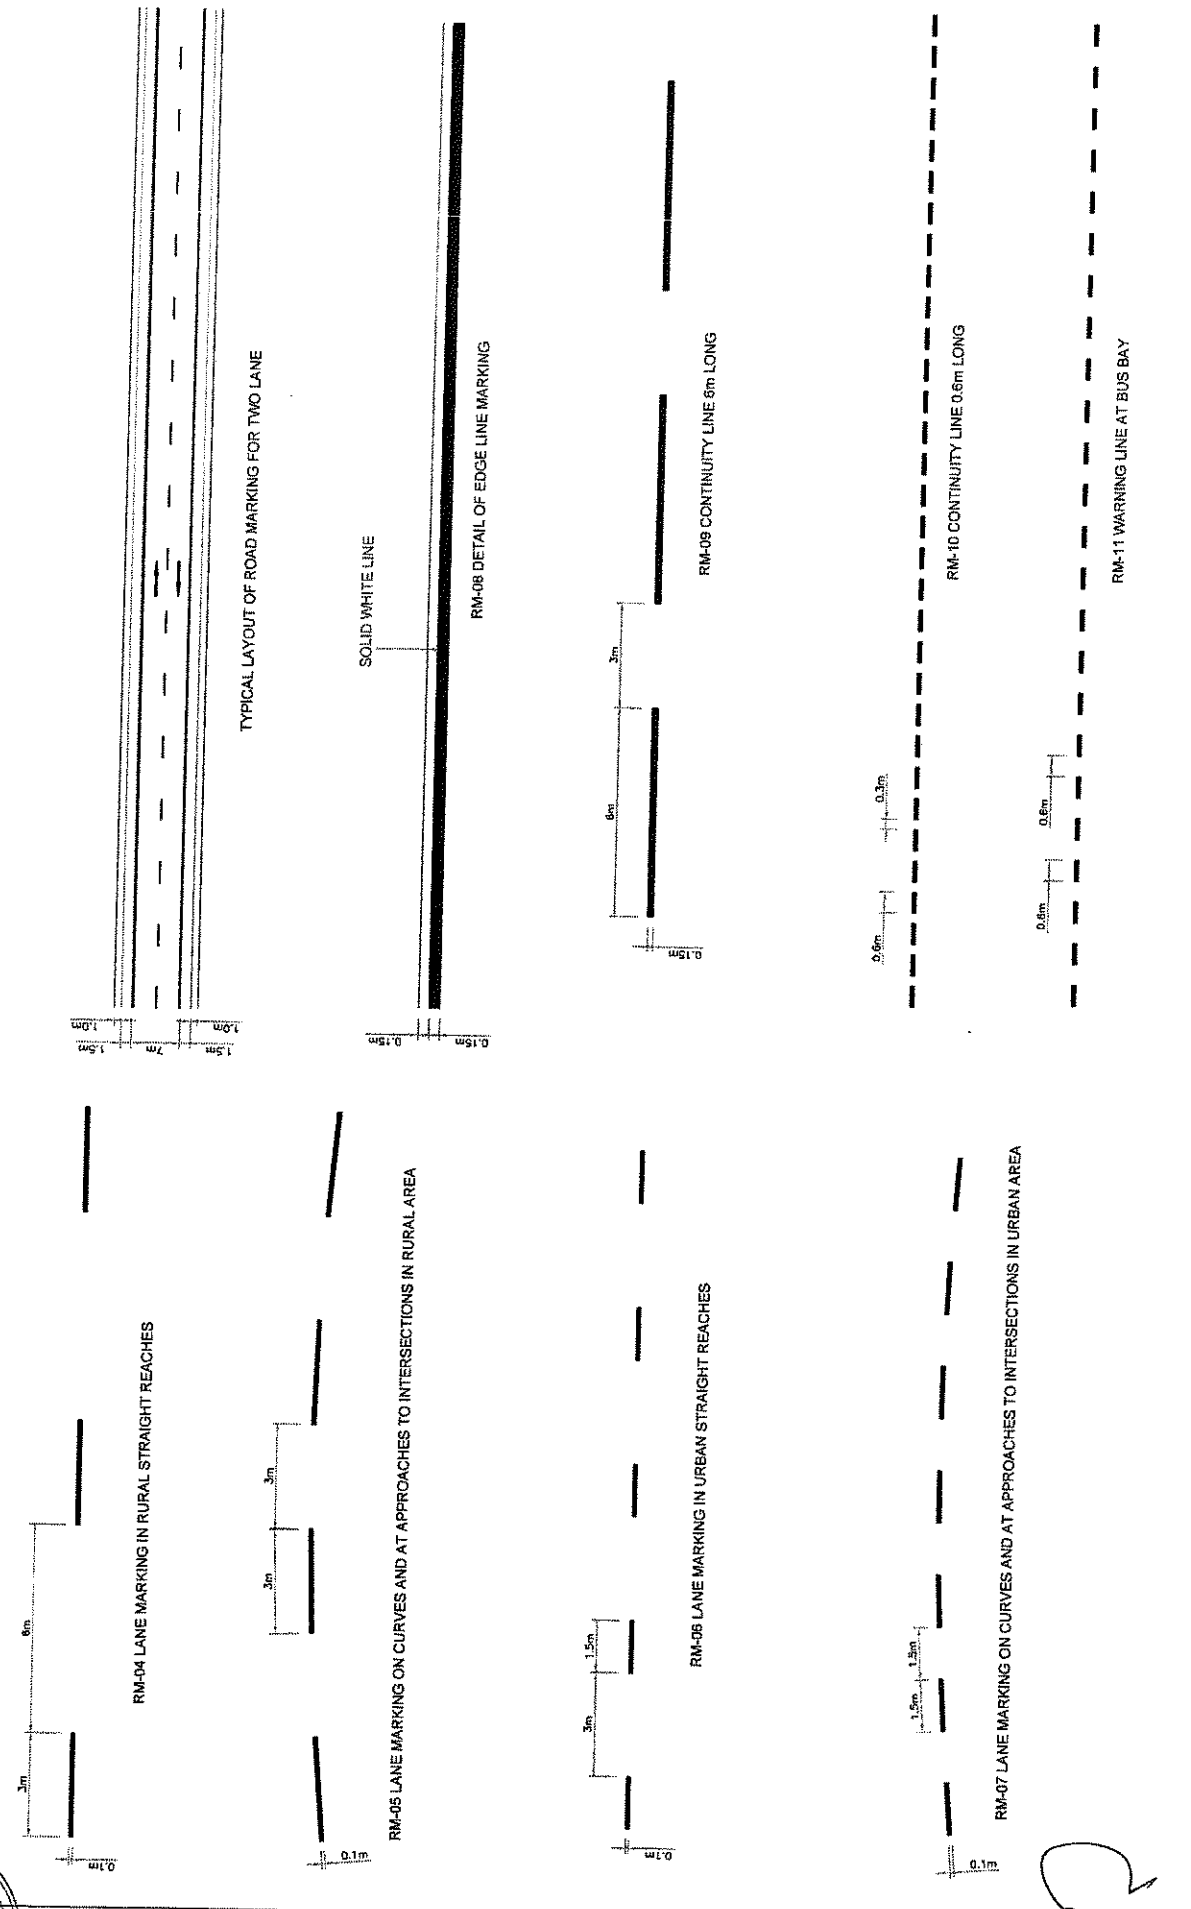 3m
6m
0.1m
RM-04 LANE MARKING IN RURAL STRAIGHT REACHES
3m
3m
0.1m
RM-05 LANE MARKING ON CURVES AND AT APPROACHES TO INTERSECTIONS IN RURAL AREA
3m
1.5m
0.1m
RM-06 LANE MARKING IN URBAN STRAIGHT REACHES
1.5m
1.5m
0.1m
RM-07 LANE MARKING ON CURVES AND AT APPROACHES TO INTERSECTIONS IN URBAN AREA
1.0m
1.5m
7m
1.5m
1.0m
TYPICAL LAYOUT OF ROAD MARKING FOR TWO LANE
SOLID WHITE LINE
0.15m
0.15m
RM-08 DETAIL OF EDGE LINE MARKING
6m
3m
0.15m
RM-09 CONTINUITY LINE 6m LONG
0.6m
0.3m
RM-10 CONTINUITY LINE 0.6m LONG
0.6m
0.6m
RM-11 WARNING LINE AT BUS BAY